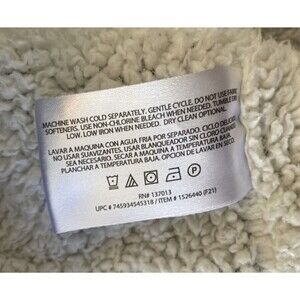 MACHINE WASH COLD SEPARATELY. GENTLE CYCLE. DO NOT USE FABRIC
SOFTENERS. USE NON-CHLORINE BLEACH WHEN NEEDED. TUMBLE DRY
LOW. LOW IRON WHEN NEEDED. DRY CLEAN OPTIONAL.
LAVAR A MAQUINA CON AGUA FRIA POR SEPARADO. CICLO DELICADO.
NO USAR SUAVIZANTES. USAR BLANQUEADOR SIN CLORO CUANDO
SEA NECESARIO. SECAR A MAQUINA A TEMPERATURA BAJA.
PLANCHAR A TEMPERATURA BAJA. OPCION DE LAVAR EN SECO.
RN# 137013
UPC # 745934545318 / ITEM # 1526440 (F21)